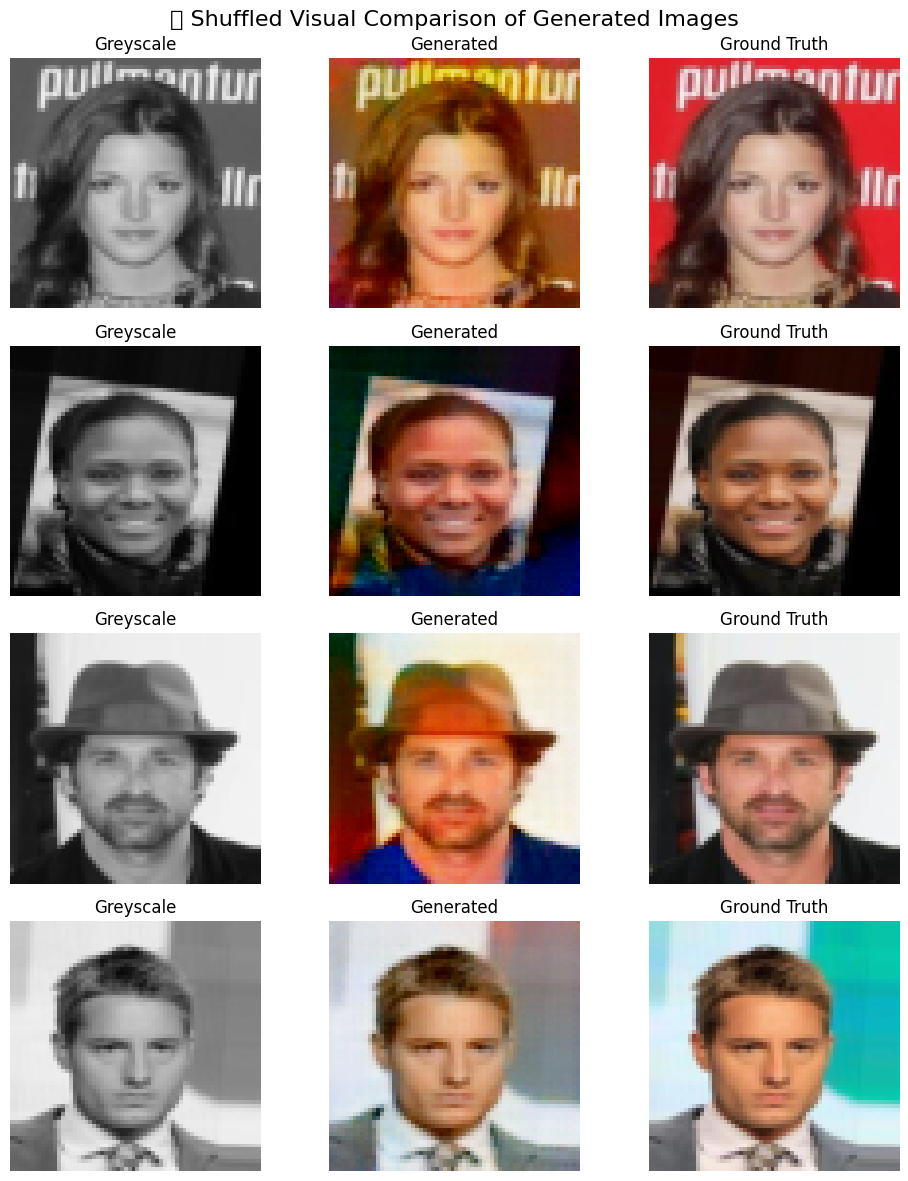 ▯ Shuffled Visual Comparison of Generated Images
Greyscale Generated Ground Truth
pullmantur pullmantur pullmantur
Greyscale Generated Ground Truth
Greyscale Generated Ground Truth
Greyscale Generated Ground Truth